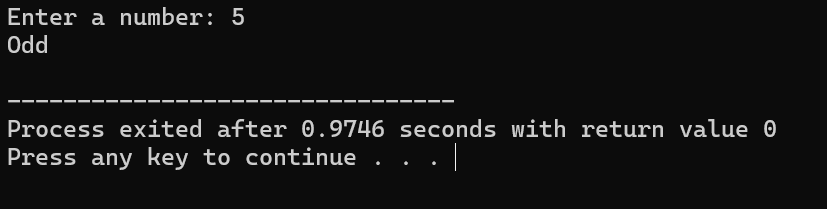 Enter a number: 5
Odd
--------------------------------
Process exited after 0.9746 seconds with return value 0
Press any key to continue . . .